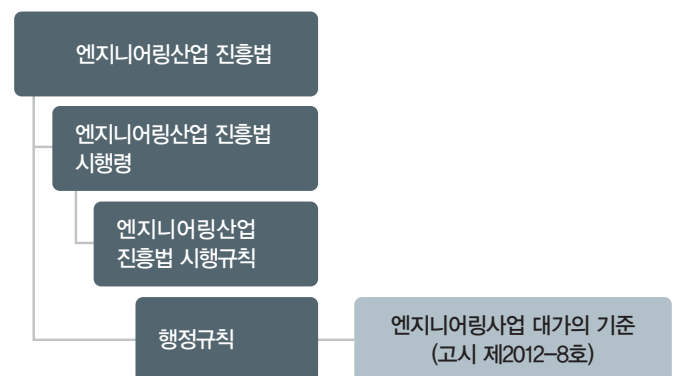 엔지니어링산업 진흥법
엔지니어링산업 진흥법
시행령
엔지니어링산업
진흥법 시행규칙
행정규칙
엔지니어링사업 대가의 기준
(고시 제2012-8호)